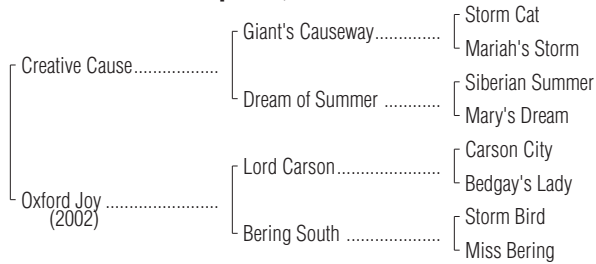 Storm Cat
Giant's Causeway..............
Mariah's Storm
Creative Cause..................
Siberian Summer
Dream of Summer ............
Mary's Dream
Carson City
Lord Carson......................
Bedgay's Lady
Oxford Joy ........................
(2002)
Storm Bird
Bering South ....................
Miss Bering